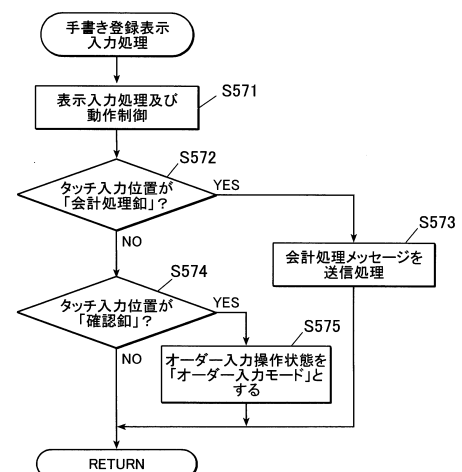 手書き登録表示
入力処理
表示入力処理及び
動作制御
S571
タッチ入力位置が
「会計処理釦」？
S572
YES
NO
会計処理メッセージを
送信処理
S573
タッチ入力位置が
「確認釦」？
S574
YES
NO
オーダー入力操作状態を
「オーダー入力モード」と
する
S575
RETURN